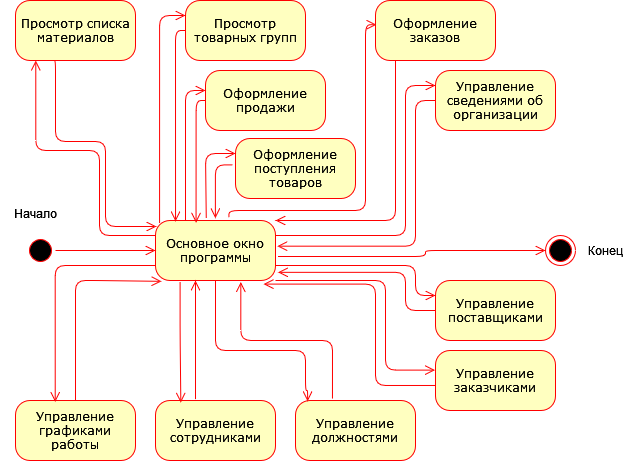 Просмотр списка
материалов
Просмотр
товарных групп
Оформление
заказов
Оформление
продажи
Управление
сведениями об
организации
Оформление
поступления
товаров
Начало
Основное окно
программы
Конец
Управление
поставщиками
Управление
заказчиками
Управление
графиками
работы
Управление
сотрудниками
Управление
должностями